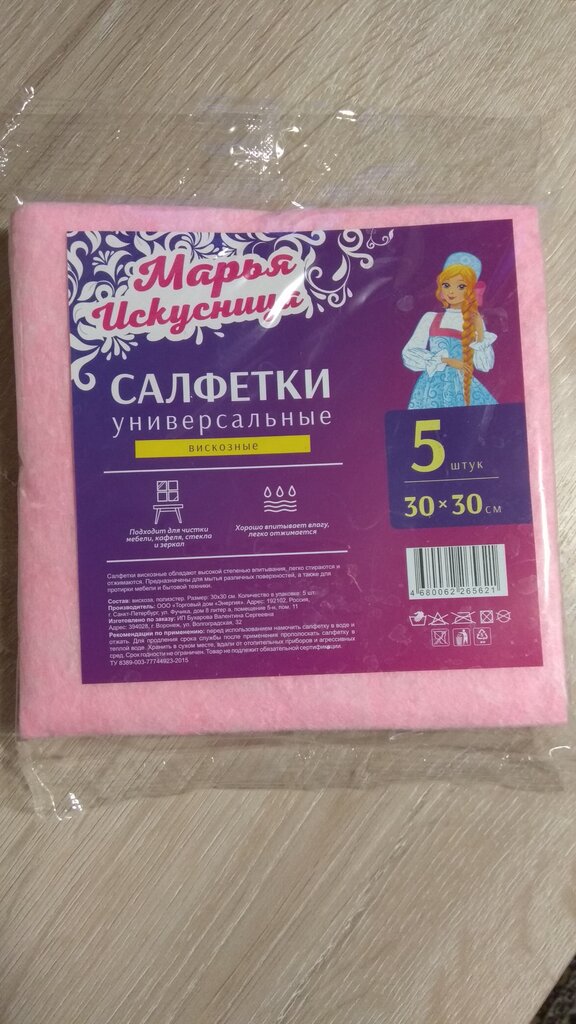 Марья
Искусница
САЛФЕТКИ
универсальные
вискозные
5 штук
30×30 см
Подходит для чистки
мебели, кафеля, стекла
и зеркал
Хорошо впитывает влагу,
легко отжимается
Салфетки вискозные обладают высокой степенью впитывания, легко стираются и
отжимаются. Предназначены для мытья различных поверхностей, а также для
протирки мебели и бытовой техники.
Состав: вискоза, полиэстер. Размер: 30х30 см. Количество в упаковке: 5 шт.
Производитель: ООО «Торговый дом «Энергия». Адрес: 192102, Россия,
г. Санкт-Петербург, ул. Фучика, дом 8 литер в, помещение 5-н, пом. 11
Изготовлено по заказу: ИП Бухарова Валентина Сергеевна
Адрес: 394028, г. Воронеж, ул. Волгоградская, 32
Рекомендации по применению: перед использованием намочить салфетку в воде и
отжать. Для продления срока службы после применения прополоскать салфетку в
теплой воде. Хранить в сухом месте, вдали от отопительных приборов и агрессивных
сред. Срок годности не ограничен. Товар не подлежит обязательной сертификации.
ТУ 8389-003-77744923-2015
4 680062 265621